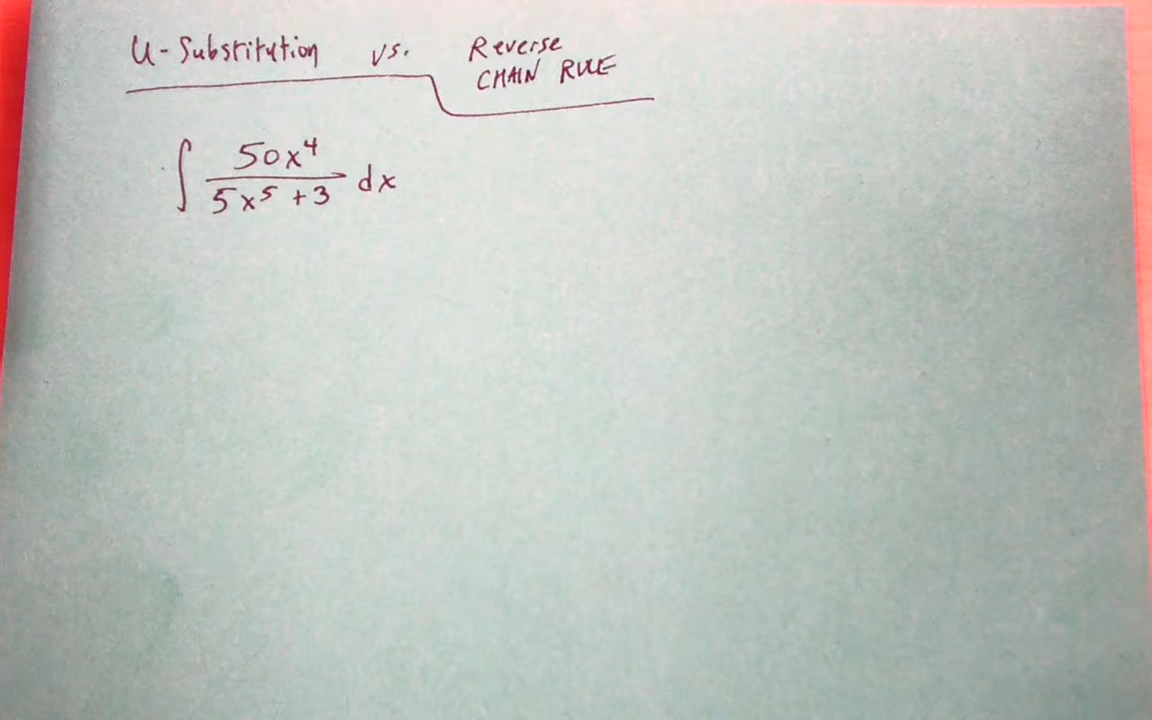 U-Substitution vs. Reverse
CHAIN RULE
∫ 50x⁴ / 5x⁵ + 3 dx